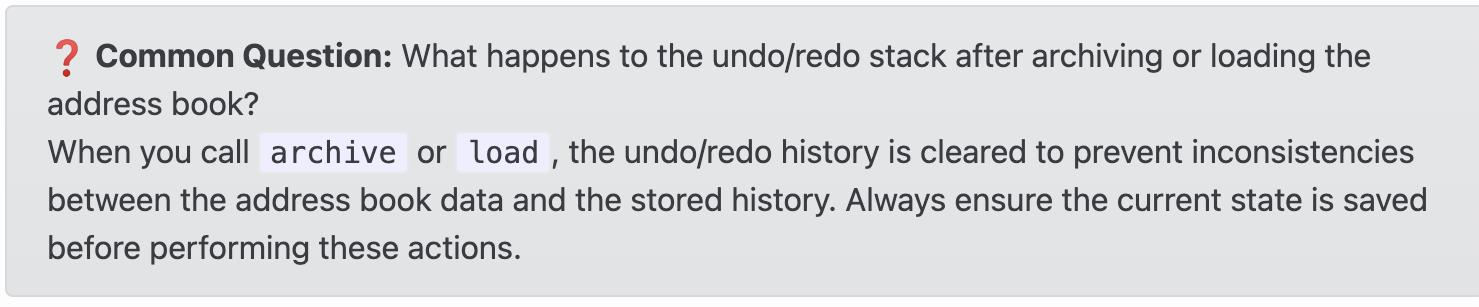 ❓ Common Question: What happens to the undo/redo stack after archiving or loading the
address book?
When you call archive or load, the undo/redo history is cleared to prevent inconsistencies
between the address book data and the stored history. Always ensure the current state is saved
before performing these actions.